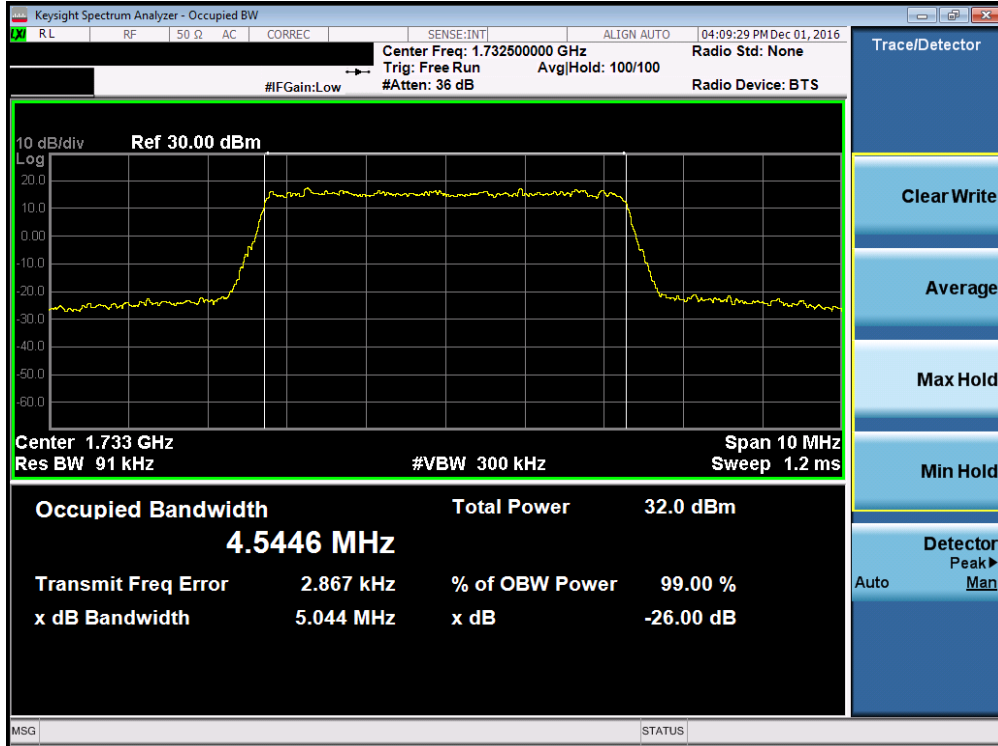 Keysight Spectrum Analyzer - Occupied BW
LXI RL RF 50 Ω AC CORREC SENSE:INT ALIGN AUTO 04:09:29 PM Dec 01, 2016
Center Freq: 1.732500000 GHz Radio Std: None
Trig: Free Run Avg|Hold: 100/100
#IFGain:Low #Atten: 36 dB Radio Device: BTS
Trace/Detector
10 dB/div Ref 30.00 dBm
Log
20.0
10.0
0.00
-10.0
-20.0
-30.0
-40.0
-50.0
-60.0
Center 1.733 GHz Span 10 MHz
Res BW 91 kHz #VBW 300 kHz Sweep 1.2 ms
Occupied Bandwidth Total Power 32.0 dBm
4.5446 MHz
Transmit Freq Error 2.867 kHz % of OBW Power 99.00 %
x dB Bandwidth 5.044 MHz x dB -26.00 dB
Clear Write
Average
Max Hold
Min Hold
Detector
Peak▶
Auto Man
MSG STATUS